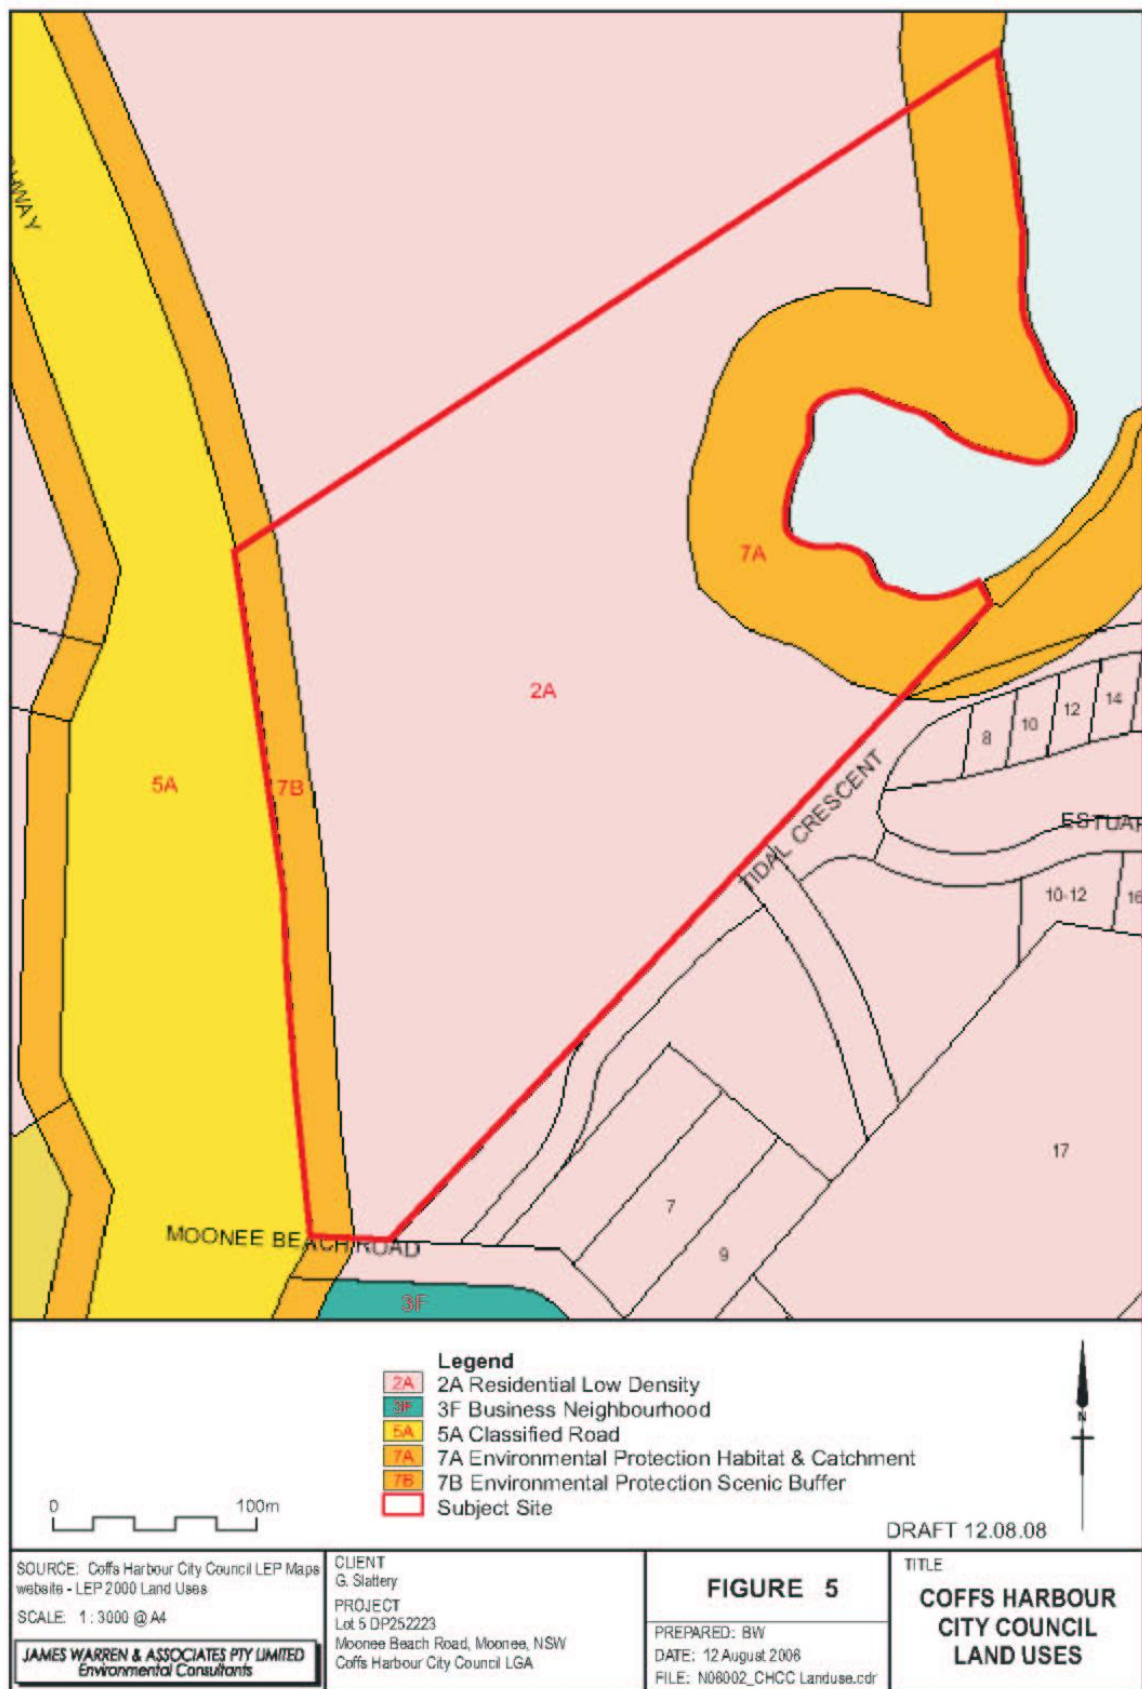 HWAY
7A
2A
8
10
12
14
5A
7B
TIDAL CRESCENT
ESTUAR
10-12
16
17
7
9
MOONEE BEACH ROAD
3F
Legend
2A 2A Residential Low Density
3F 3F Business Neighbourhood
5A 5A Classified Road
7A 7A Environmental Protection Habitat & Catchment
7B 7B Environmental Protection Scenic Buffer
Subject Site
0 100m
N
DRAFT 12.08.08
SOURCE: Coffs Harbour City Council LEP Maps
website - LEP 2000 Land Uses
SCALE: 1 : 3000 @ A4
JAMES WARREN & ASSOCIATES PTY LIMITED
Environmental Consultants
CLIENT
G. Slattery
PROJECT
Lot 5 DP252223
Moonee Beach Road, Moonee, NSW
Coffs Harbour City Council LGA
FIGURE 5
PREPARED: BW
DATE: 12 August 2008
FILE: N08002_CHCC Landuse.cdr
TITLE
COFFS HARBOUR
CITY COUNCIL
LAND USES